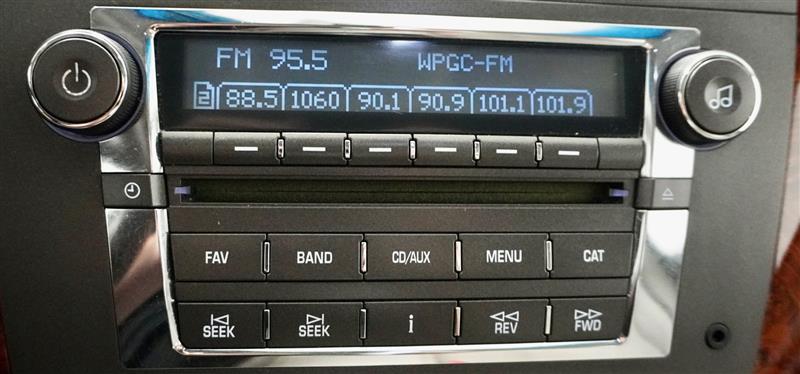 FM 95.5 WPGC-FM
2 88.5 1060 90.1 90.9 101.1 101.9
FAV BAND CD/AUX MENU CAT
SEEK SEEK i REV FWD